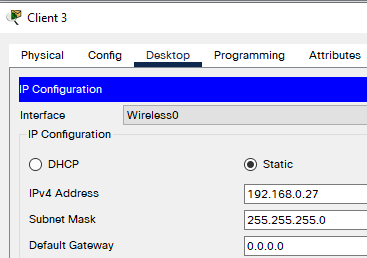 Client 3
Physical Config Desktop Programming Attributes
IP Configuration
Interface Wireless0
IP Configuration
DHCP Static
IPv4 Address 192.168.0.27
Subnet Mask 255.255.255.0
Default Gateway 0.0.0.0